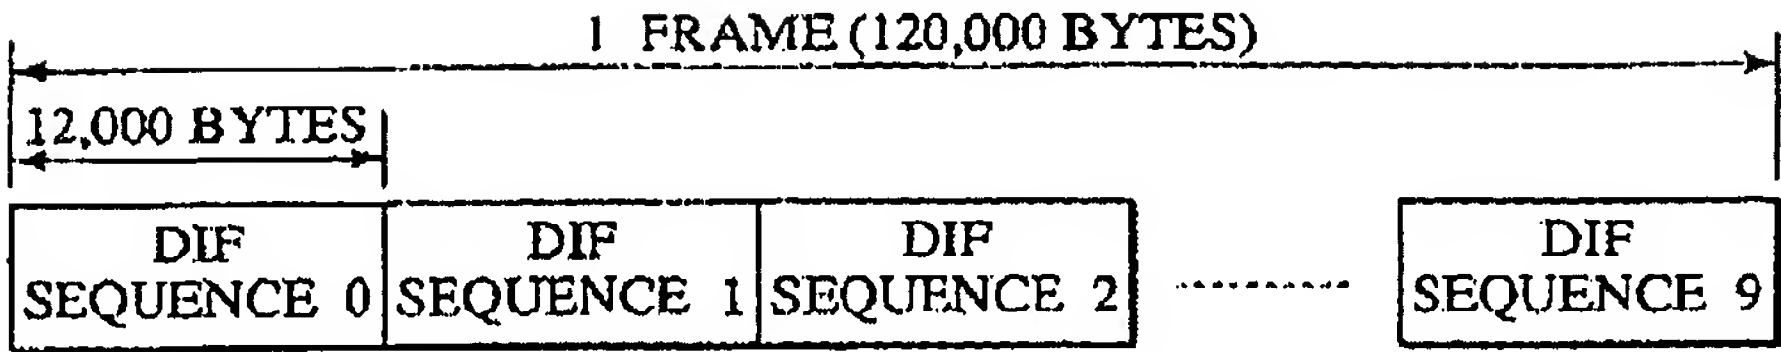 1 FRAME (120,000 BYTES)
12,000 BYTES
DIF
SEQUENCE 0
DIF
SEQUENCE 1
DIF
SEQUENCE 2
DIF
SEQUENCE 9